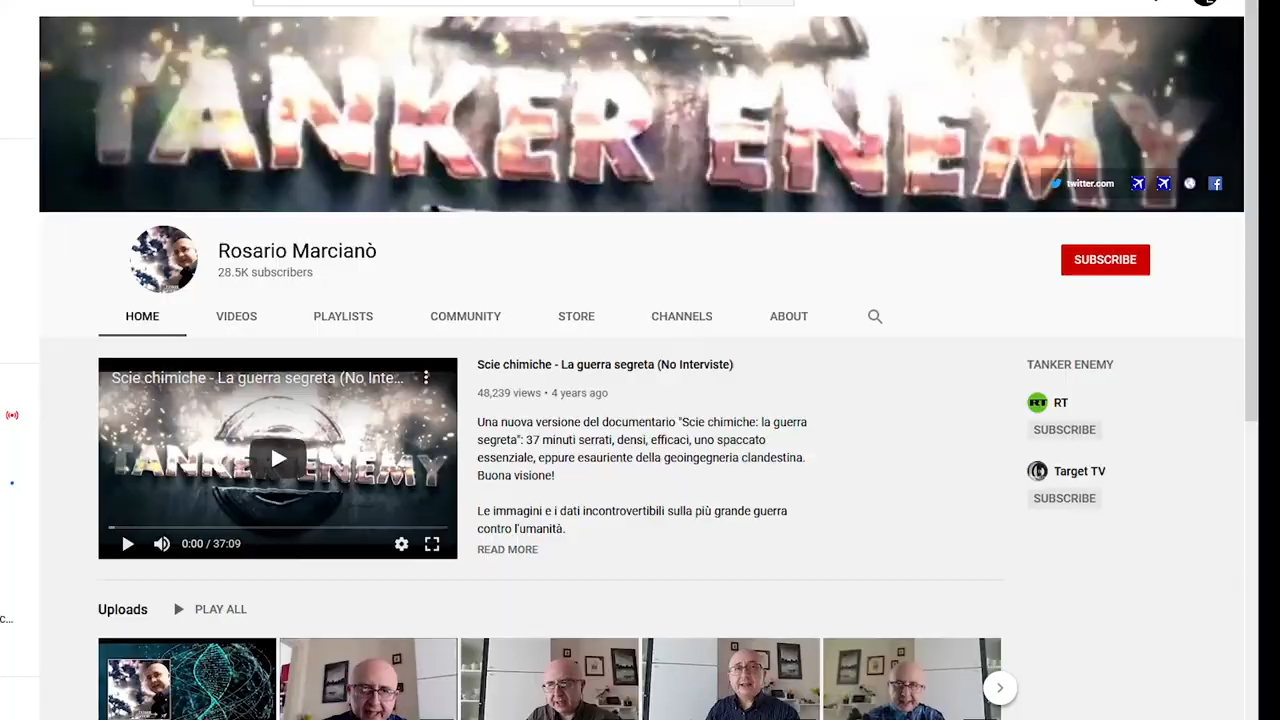 TANKER ENEMY
twitter.com
Rosario Marcianò
28.5K subscribers
SUBSCRIBE
HOME VIDEOS PLAYLISTS COMMUNITY STORE CHANNELS ABOUT
Scie chimiche - La guerra segreta (No Inte...
TANKER ENEMY
0:00 / 37:09
Scie chimiche - La guerra segreta (No Interviste)
48,239 views • 4 years ago
Una nuova versione del documentario "Scie chimiche: la guerra
segreta": 37 minuti serrati, densi, efficaci, uno spaccato
essenziale, eppure esauriente della geoingegneria clandestina.
Buona visione!
Le immagini e i dati incontrovertibili sulla più grande guerra
contro l'umanità.
READ MORE
TANKER ENEMY
RT
RT
SUBSCRIBE
Target TV
SUBSCRIBE
c...
Uploads PLAY ALL